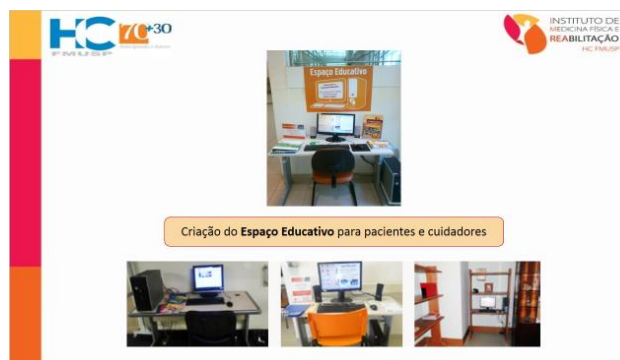 HC 70+30
FMUSP
INSTITUTO DE
MEDICINA FÍSICA E
REABILITAÇÃO
HC FMUSP
Espaço Educativo
Criação do Espaço Educativo para pacientes e cuidadores